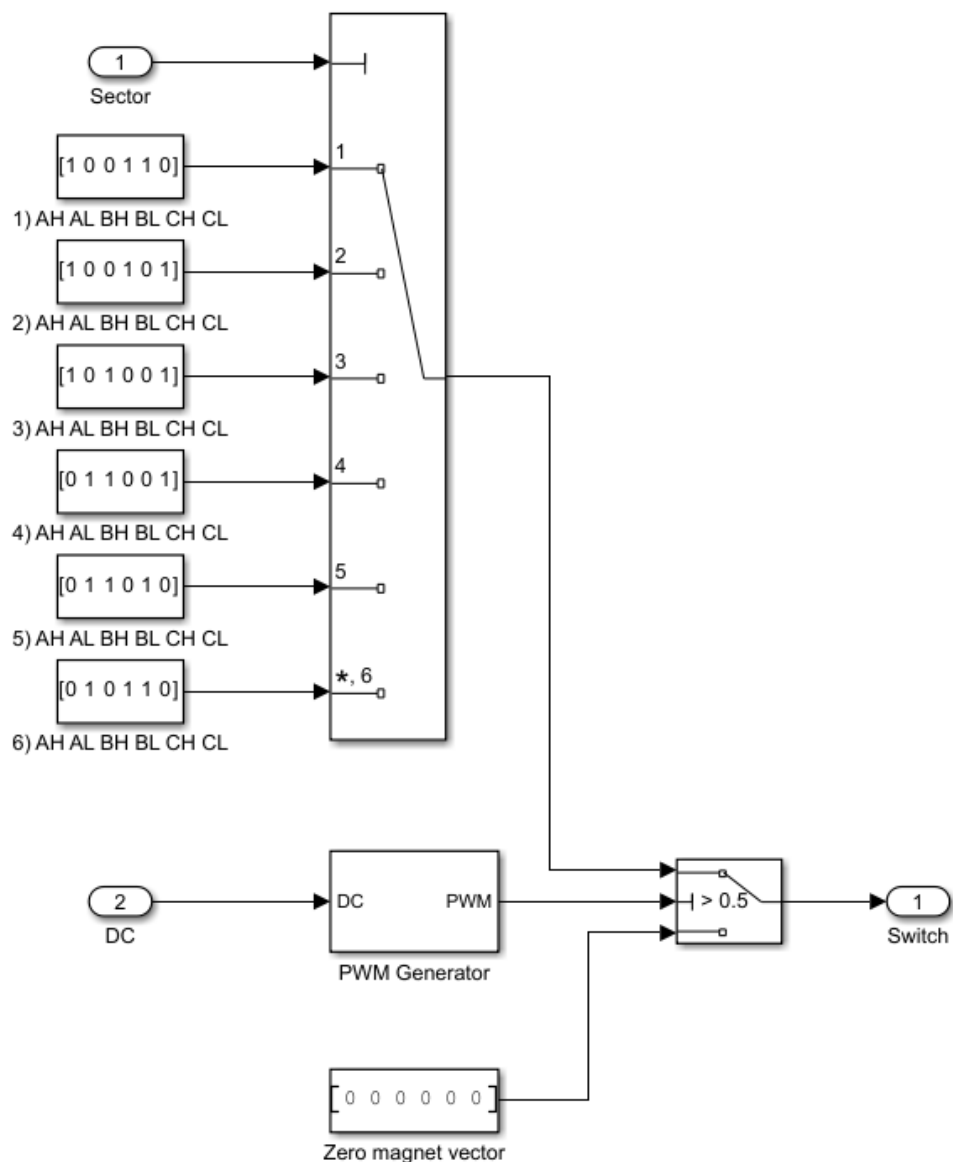 1
Sector
[1 0 0 1 1 0]
1
1) AH AL BH BL CH CL
[1 0 0 1 0 1]
2
2) AH AL BH BL CH CL
[1 0 1 0 0 1]
3
3) AH AL BH BL CH CL
[0 1 1 0 0 1]
4
4) AH AL BH BL CH CL
[0 1 1 0 1 0]
5
5) AH AL BH BL CH CL
[0 1 0 1 1 0]
*, 6
6) AH AL BH BL CH CL
2
DC
DC PWM
PWM Generator
> 0.5
1
Switch
[0 0 0 0 0 0]
Zero magnet vector